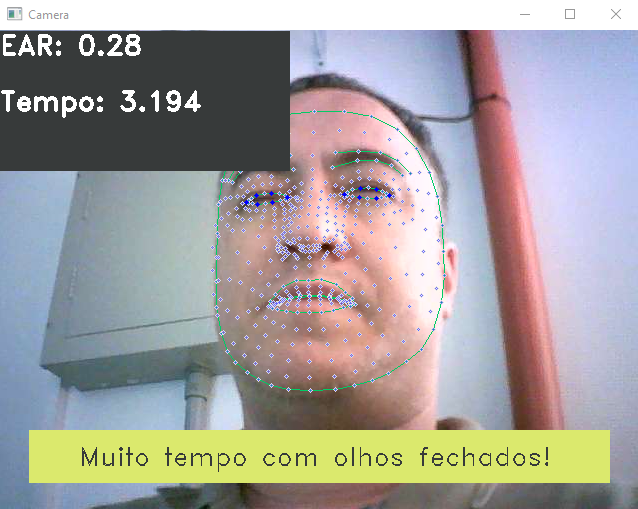 Camera
EAR: 0.28
Tempo: 3.194
Muito tempo com olhos fechados!